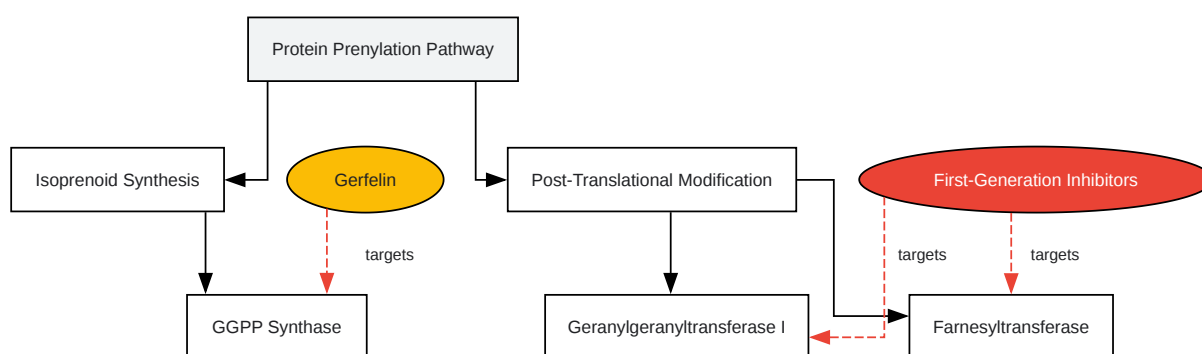 Protein Prenylation Pathway
Isoprenoid Synthesis
Gerfelin
Post-Translational Modification
First-Generation Inhibitors
targets
targets
targets
GGPP Synthase
Geranylgeranyltransferase I
Farnesyltransferase